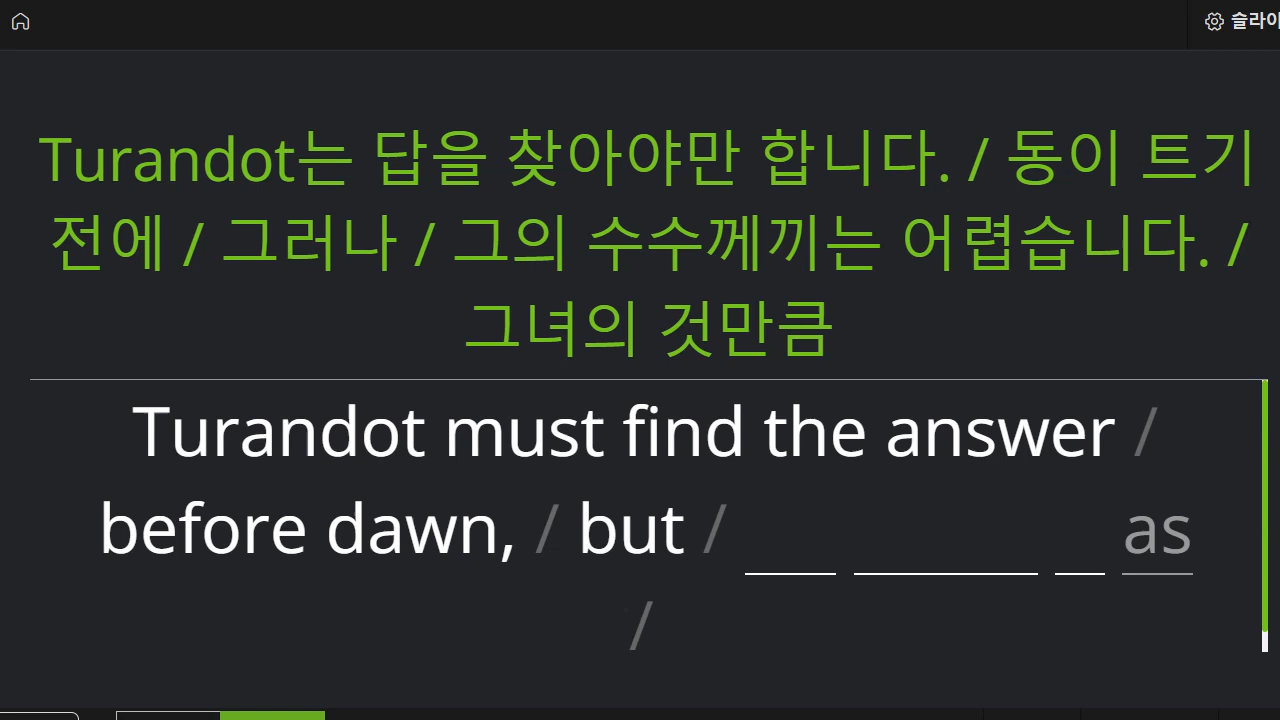 슬라이
Turandot는 답을 찾아야만 합니다. / 동이 트기
전에 / 그러나 / 그의 수수께끼는 어렵습니다. /
그녀의 것만큼
Turandot must find the answer /
before dawn, / but / ____ ____ ____ as
/